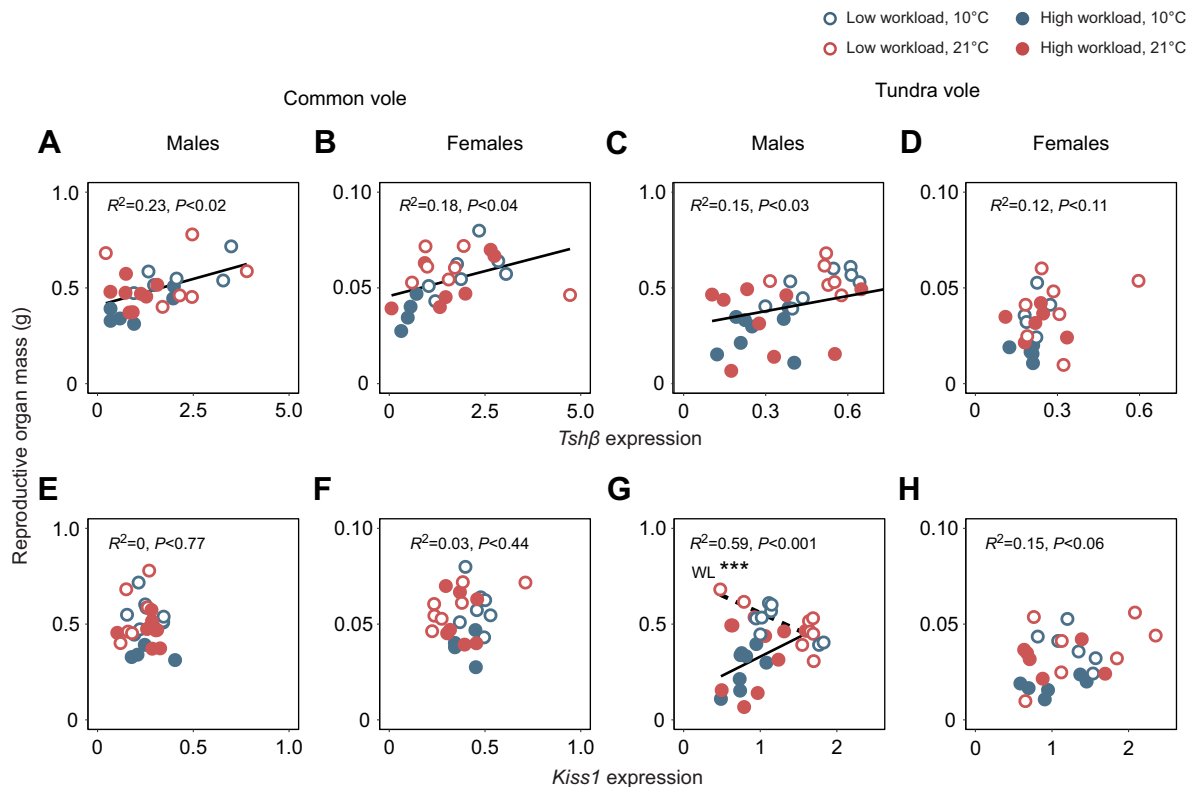 Low workload, 10°C High workload, 10°C
Low workload, 21°C High workload, 21°C
Common vole Tundra vole
A Males B Females C Males D Females
1.0 0.10 1.0 0.10
R²=0.23, P<0.02 R²=0.18, P<0.04 R²=0.15, P<0.03 R²=0.12, P<0.11
0.5 0.05 0.5 0.05
0 0 0 0
0 2.5 5.0 0 2.5 5.0 0 0.3 0.6 0 0.3 0.6
Tshβ expression
Reproductive organ mass (g)
E F G H
1.0 0.10 1.0 0.10
R²=0, P<0.77 R²=0.03, P<0.44 R²=0.59, P<0.001 R²=0.15, P<0.06
WL ***
0.5 0.05 0.5 0.05
0 0 0 0
0 0.5 1.0 0 0.5 1.0 0 1 2 0 1 2
Kiss1 expression